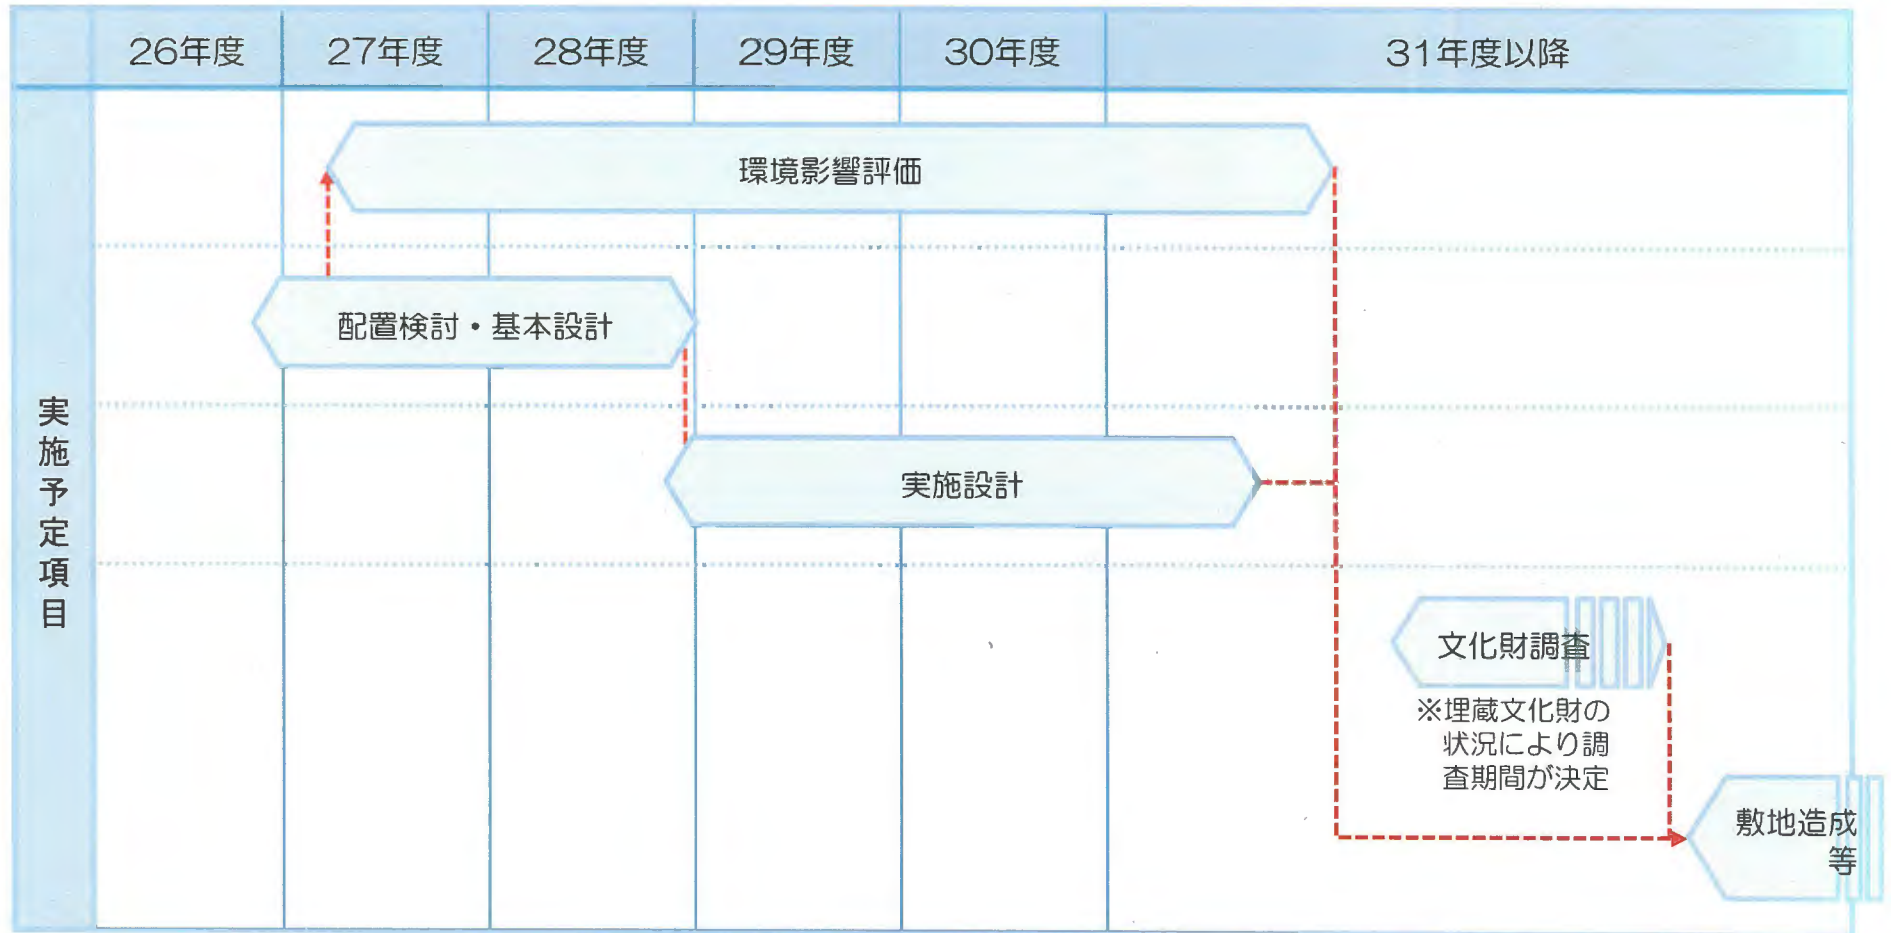 26年度
27年度
28年度
29年度
30年度
31年度以降
実施予定項目
環境影響評価
配置検討・基本設計
実施設計
文化財調査
※埋蔵文化財の
状況により調
査期間が決定
敷地造成
等